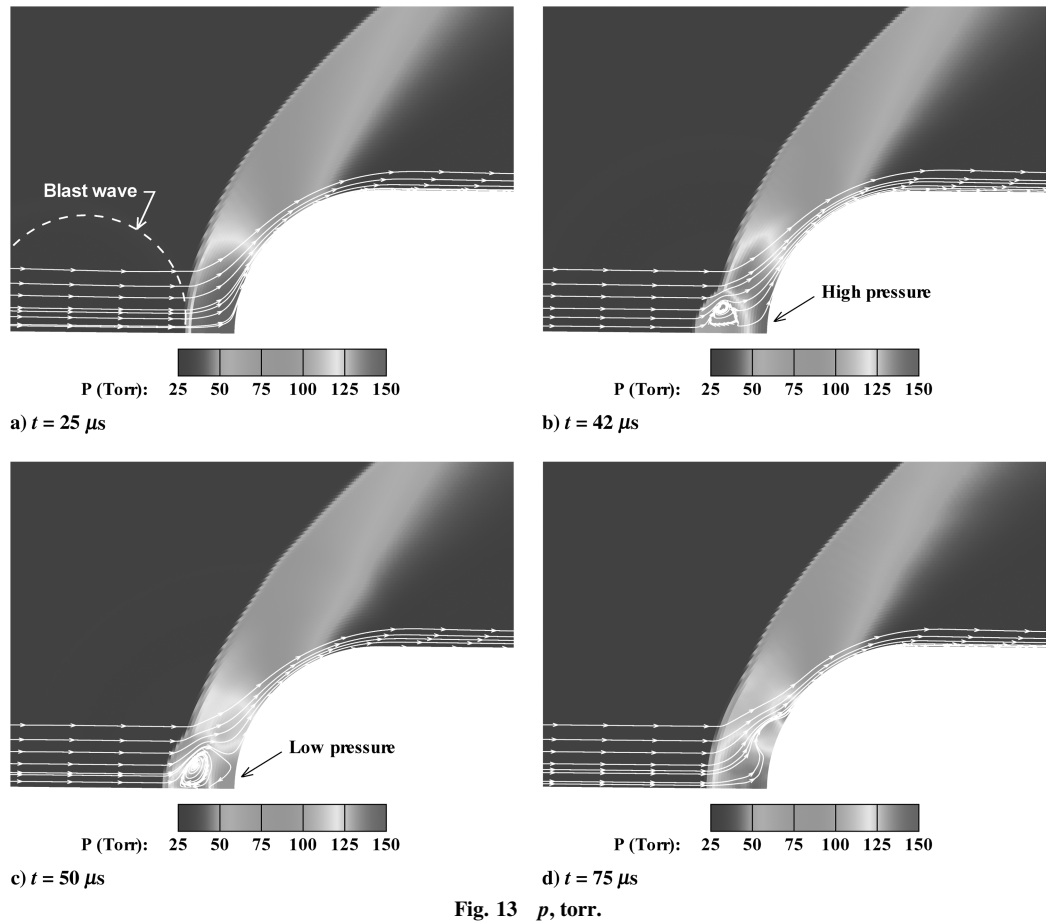 Blast wave
P (Torr): 25 50 75 100 125 150
a) t = 25 μs
High pressure
P (Torr): 25 50 75 100 125 150
b) t = 42 μs
Low pressure
P (Torr): 25 50 75 100 125 150
c) t = 50 μs
P (Torr): 25 50 75 100 125 150
d) t = 75 μs
Fig. 13 p, torr.